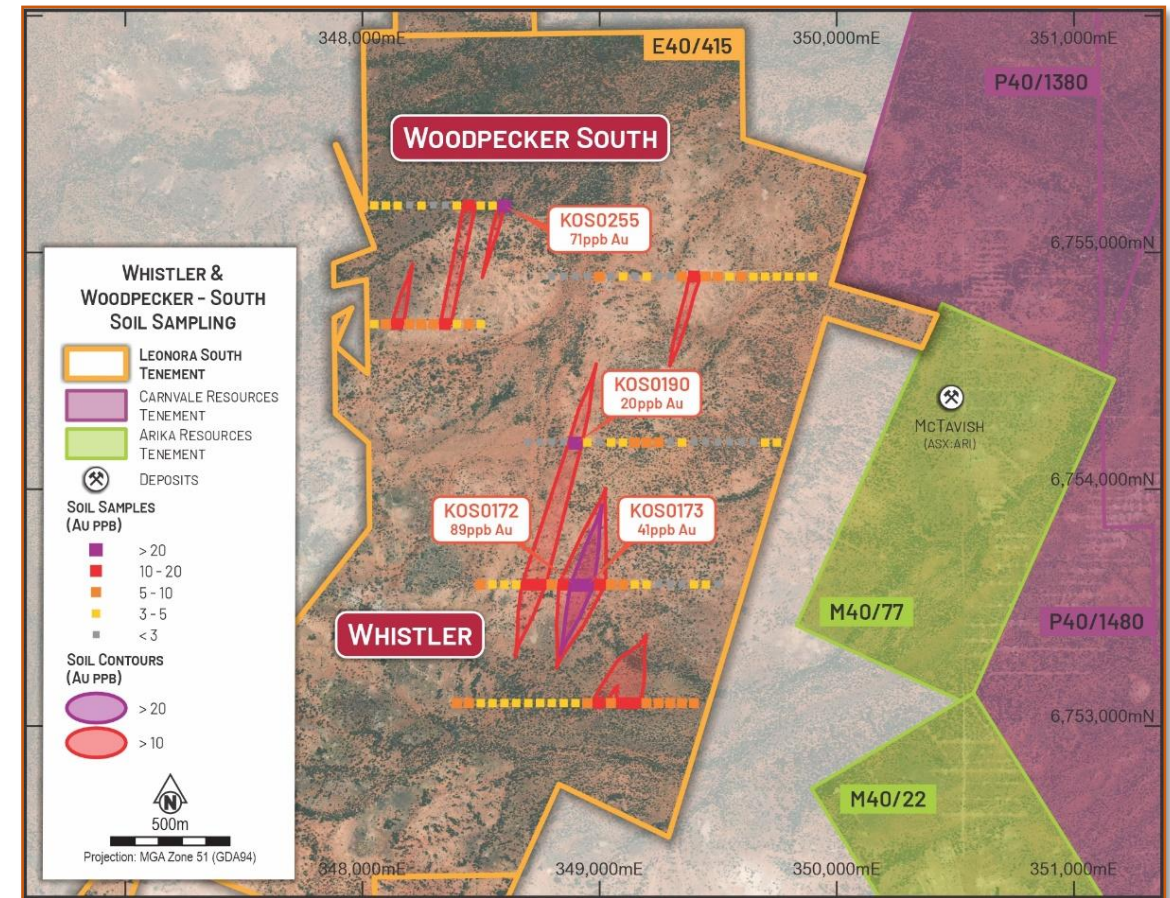 348,000mE
350,000mE
351,000mE
E40/415
P40/1380
WOODPECKER SOUTH
KOS0255
71ppb Au
6,755,000mN
WHISTLER &
WOODPECKER - SOUTH
SOIL SAMPLING
LEONORA SOUTH
TENEMENT
CARNVALE RESOURCES
TENEMENT
ARIKA RESOURCES
TENEMENT
DEPOSITS
SOIL SAMPLES
(AU PPB)
> 20
10 - 20
5 - 10
3 - 5
< 3
SOIL CONTOURS
(AU PPB)
> 20
> 10
N
500m
Projection: MGA Zone 51 (GDA94)
KOS0190
20ppb Au
MCTAVISH
(ASX:ARI)
6,754,000mN
KOS0172
89ppb Au
KOS0173
41ppb Au
M40/77
P40/1480
WHISTLER
6,753,000mN
M40/22
348,000mE
349,000mE
350,000mE
351,000mE